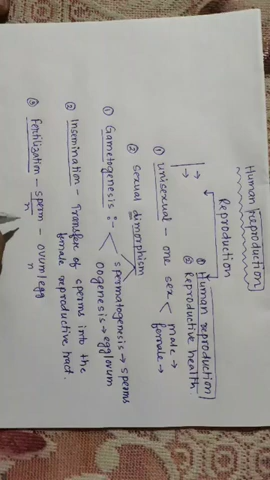 Human Reproduction
Reproduction
① Human reproduction
② Reproductive health.
① Unisexual - one sex < male →
female →
② Sexual dimorphism
① Gametogenesis :- < spermatogenesis → sperms
oogenesis → egg/ovum
② Insemination - Transfer of sperms into the
female reproductive tract.
③ Fertilization - sperm - ovum/egg
n n